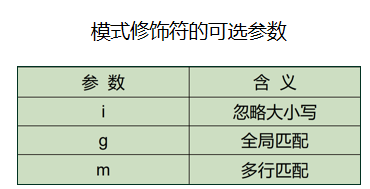 模式修饰符的可选参数
参 数 含 义
i 忽略大小写
g 全局匹配
m 多行匹配